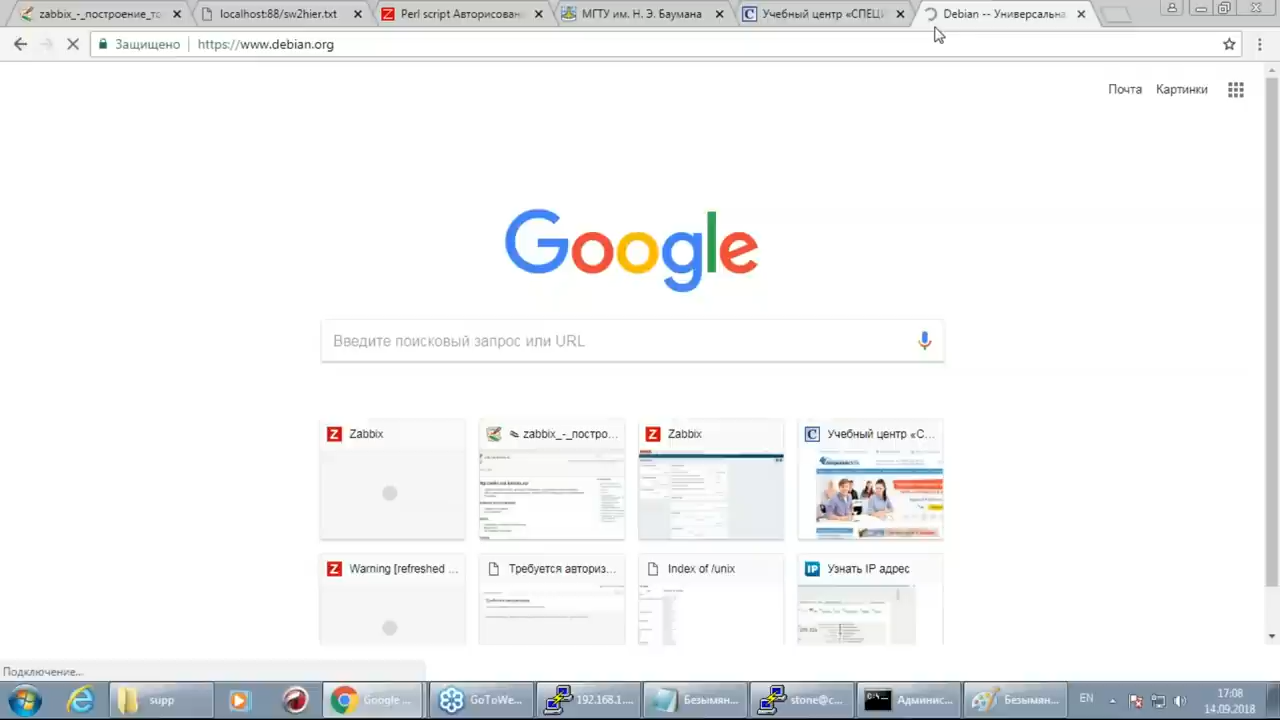 zabbix_-_построение_то
localhost:88/sw2hier.txt
Perl script Авторисован
МГТУ им. Н. Э. Баумана
Учебный центр «СПЕЦИ
Debian -- Универсальна
Защищено
https://www.debian.org
Почта
Картинки
Google
Введите поисковый запрос или URL
Zabbix
zabbix_-_постро...
Zabbix
Учебный центр «С...
Warning [refreshed ...
Требуется авториз...
Index of /unix
Узнать IP адрес
Подключение...
supp
Google ...
GoToWe...
192.168.1....
Безымян...
stone@c...
Админис...
Безымян...
EN
17:08
14.09.2018